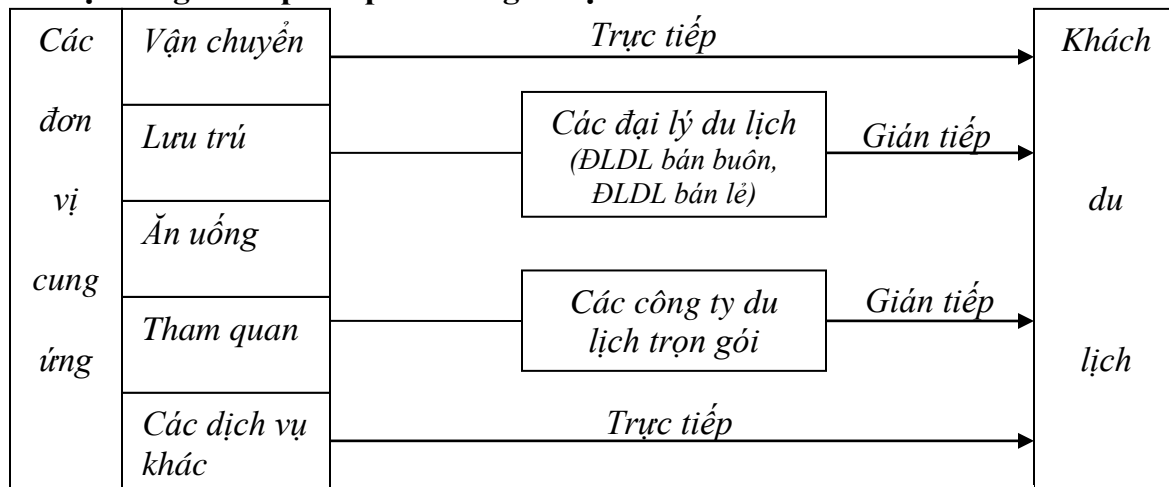 Các
đơn
vị
cung
ứng
Vận chuyển
Lưu trú
Ăn uống
Tham quan
Các dịch vụ
khác
Trực tiếp
Các đại lý du lịch
(ĐLDL bán buôn,
ĐLDL bán lẻ)
Gián tiếp
Các công ty du
lịch trọn gói
Gián tiếp
Trực tiếp
Khách
du
lịch